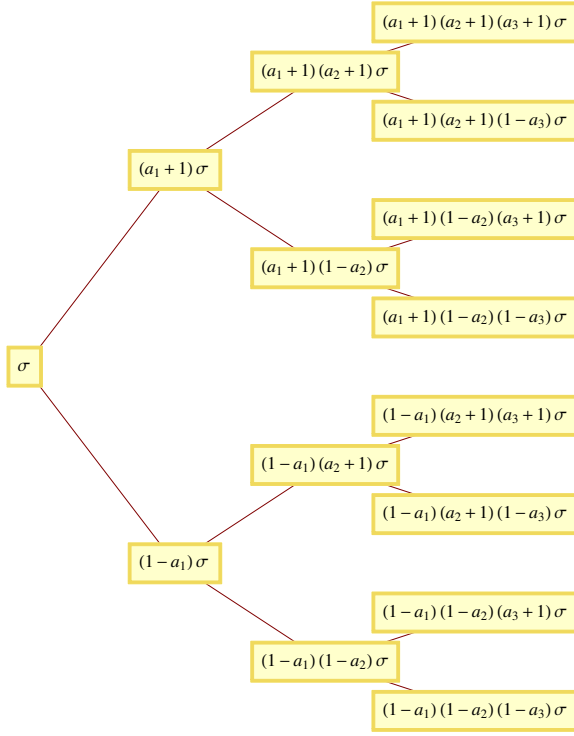 (a₁ + 1) (a₂ + 1) (a₃ + 1) σ
(a₁ + 1) (a₂ + 1) σ
(a₁ + 1) (a₂ + 1) (1 − a₃) σ
(a₁ + 1) σ
(a₁ + 1) (1 − a₂) (a₃ + 1) σ
(a₁ + 1) (1 − a₂) σ
(a₁ + 1) (1 − a₂) (1 − a₃) σ
σ
(1 − a₁) (a₂ + 1) (a₃ + 1) σ
(1 − a₁) (a₂ + 1) σ
(1 − a₁) (a₂ + 1) (1 − a₃) σ
(1 − a₁) σ
(1 − a₁) (1 − a₂) (a₃ + 1) σ
(1 − a₁) (1 − a₂) σ
(1 − a₁) (1 − a₂) (1 − a₃) σ